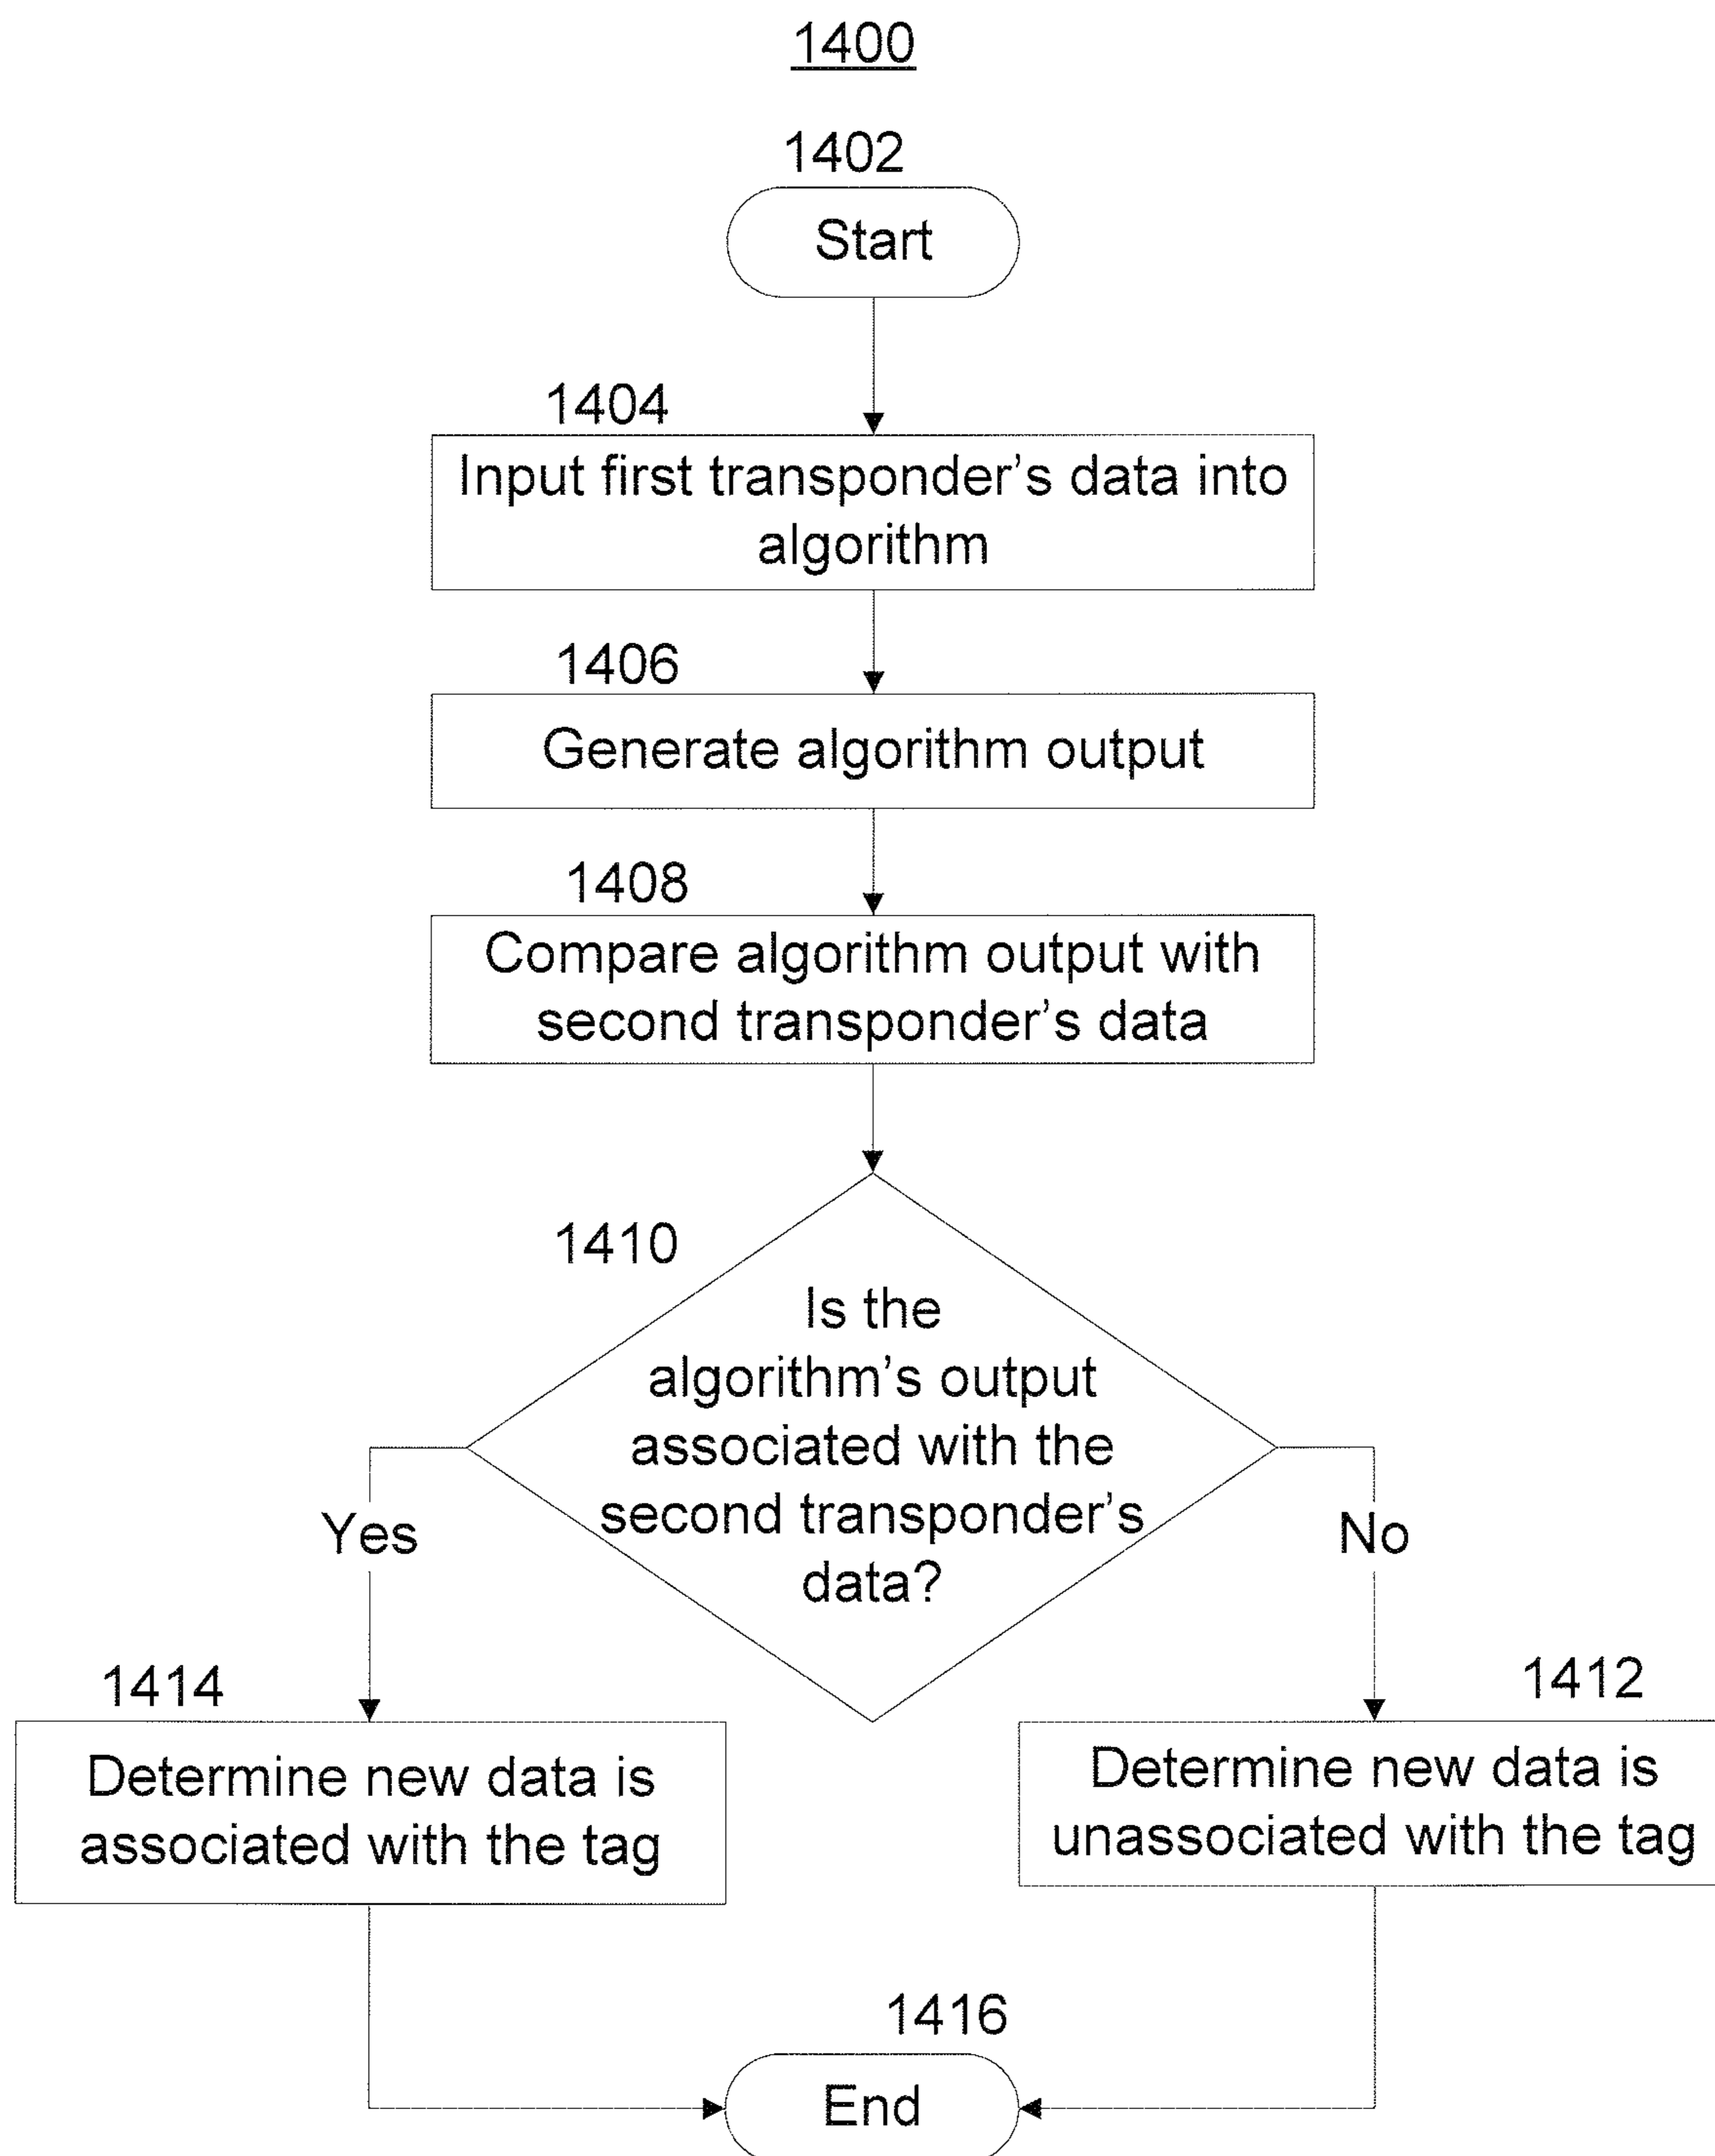 1400
1402
Start
1404
Input first transponder's data into
algorithm
1406
Generate algorithm output
1408
Compare algorithm output with
second transponder's data
1410
Is the
algorithm's output
associated with the
second transponder's
data?
Yes
No
1414
Determine new data is
associated with the tag
1412
Determine new data is
unassociated with the tag
1416
End